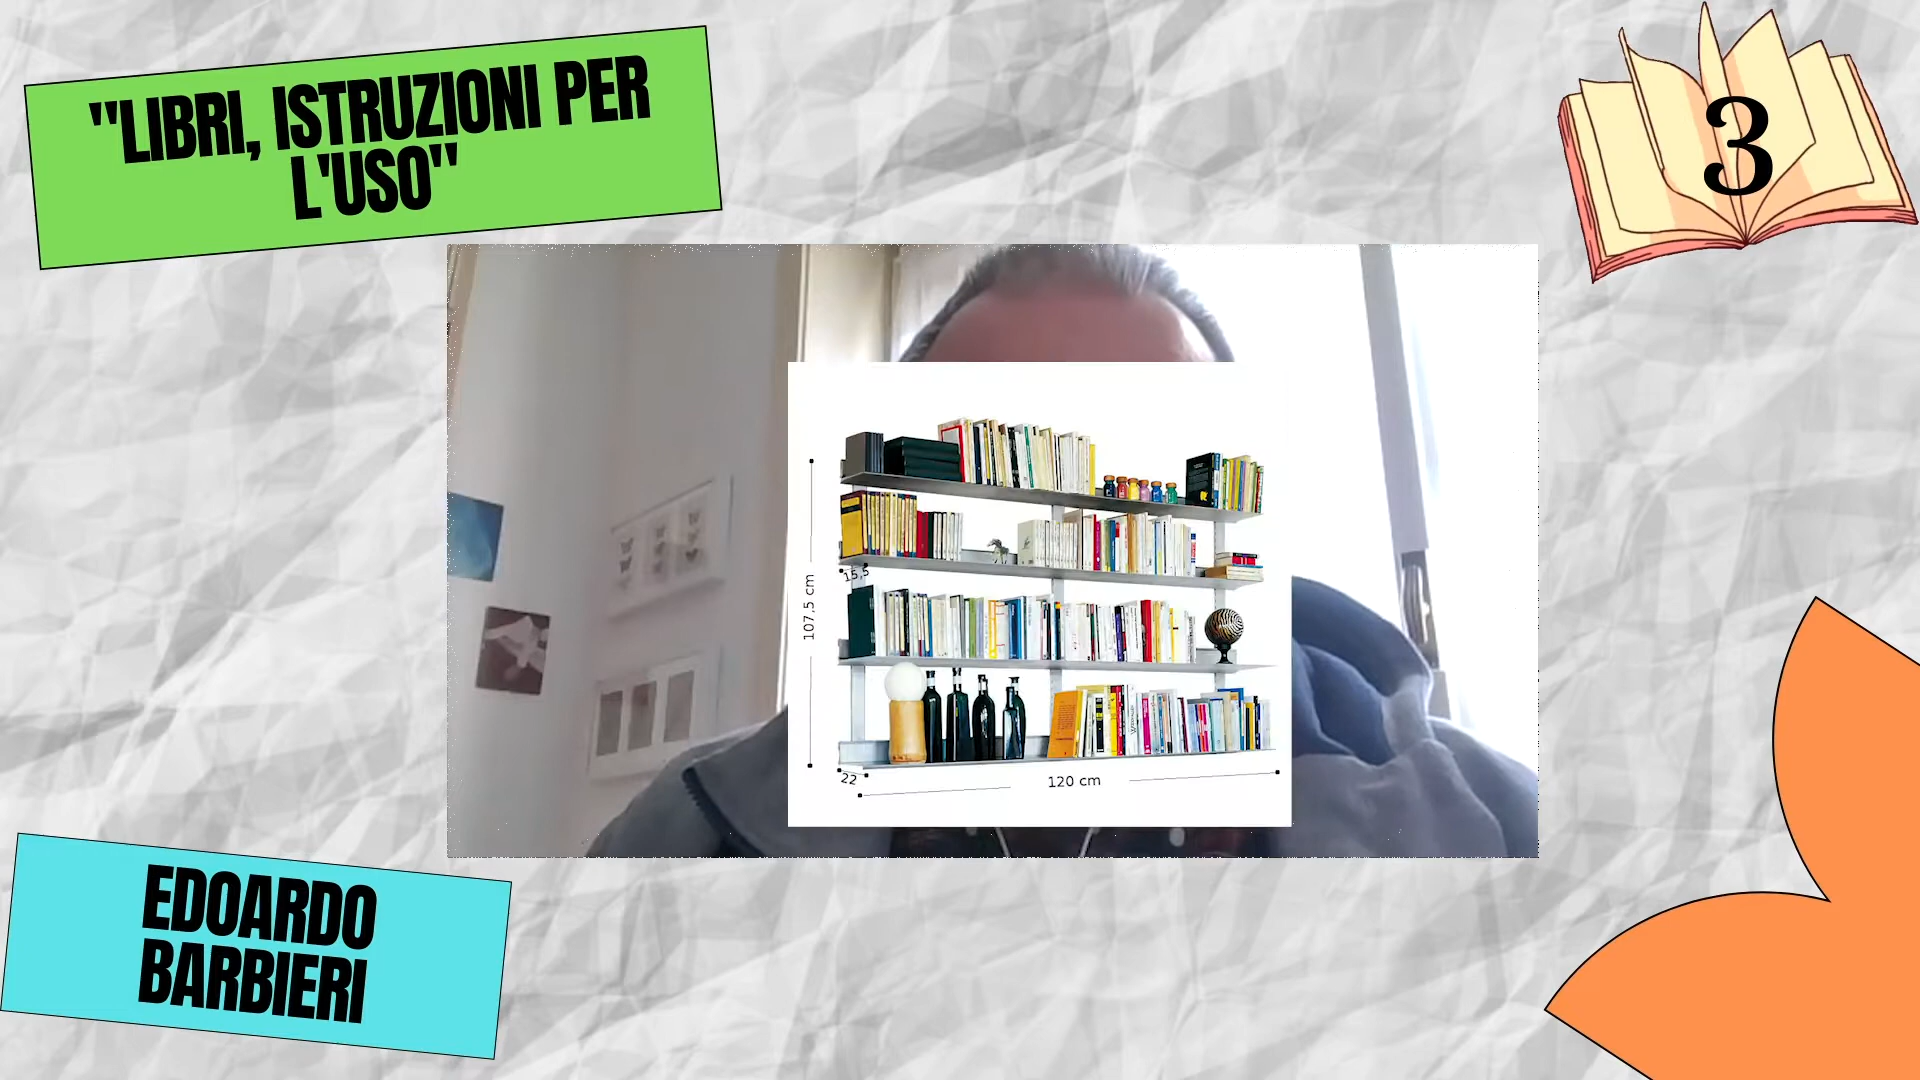 "LIBRI, ISTRUZIONI PER
L'USO"
3
107,5 cm
15,5
22
120 cm
EDOARDO
BARBIERI